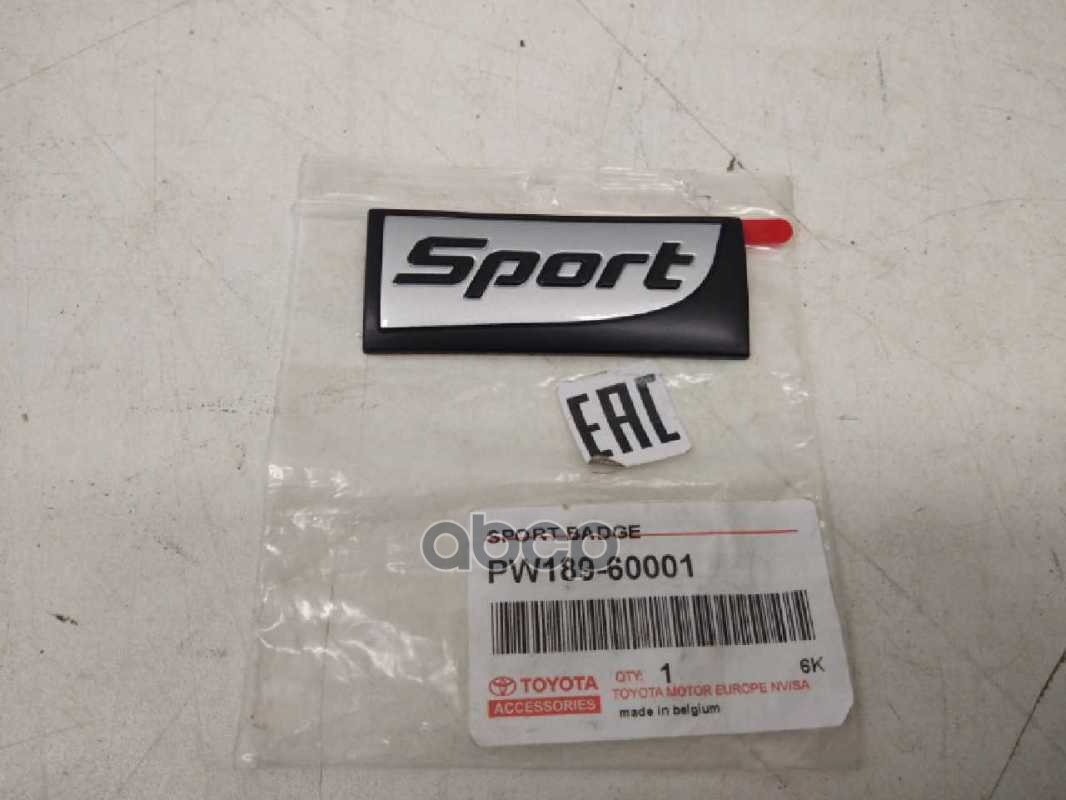 Sport
EAC
SPORT BADGE
abcp
PW189-60001
QTY: 1
6K
TOYOTA
ACCESSORIES
TOYOTA MOTOR EUROPE NV/SA
made in belgium